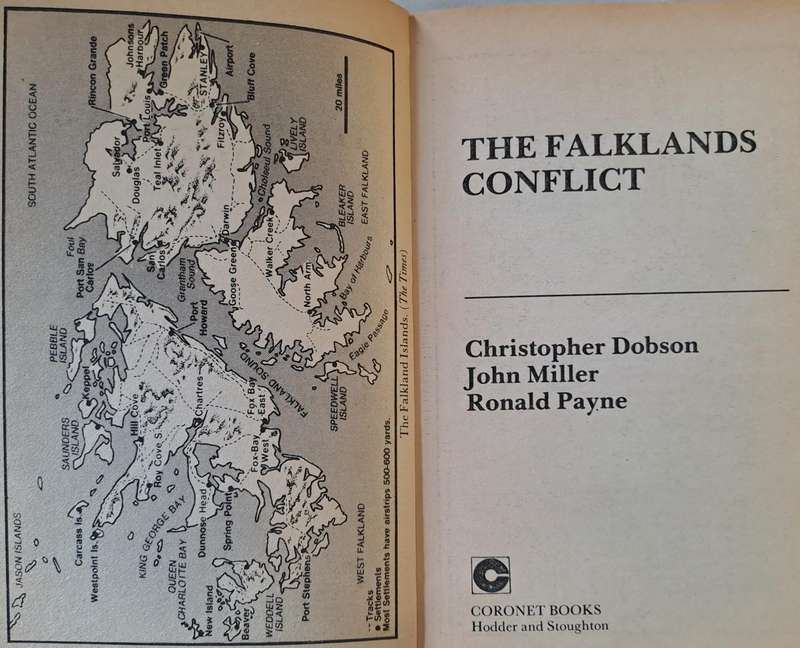 SOUTH ATLANTIC OCEAN
JASON ISLANDS
Carcass Is.
Westpoint Is.
SAUNDERS
ISLAND
Keppel
PEBBLE
ISLAND
Hill Cove
Roy Cove S.
KING GEORGE BAY
QUEEN
CHARLOTTE BAY
New Island
Beaver
WEDDELL
ISLAND
Dunnose Head
Spring Point
Port Stephens
Chartres
Fox-Bay
West
Fox Bay
East
Port
Howard
FALKLAND SOUND
SPEEDWELL
ISLAND
Eagle Passage
WEST FALKLAND
Port San
Carlos
Foul
Bay
San
Carlos
Grantham
Sound
Goose Green
Darwin
Walker Creek
North Arm
Bay of Harbours
BLEAKER
ISLAND
EAST FALKLAND
Choiseul Sound
LIVELY
ISLAND
Salvador
Douglas
Teal Inlet
Port Louis
Rincon Grande
Johnsons
Harbour
Green Patch
STANLEY
Airport
Bluff Cove
Fitzroy
20 miles
-- Tracks
● Settlements
Most Settlements have airstrips 500-600 yards.
The Falkland Islands. (The Times)
THE FALKLANDS
CONFLICT
Christopher Dobson
John Miller
Ronald Payne
CORONET BOOKS
Hodder and Stoughton